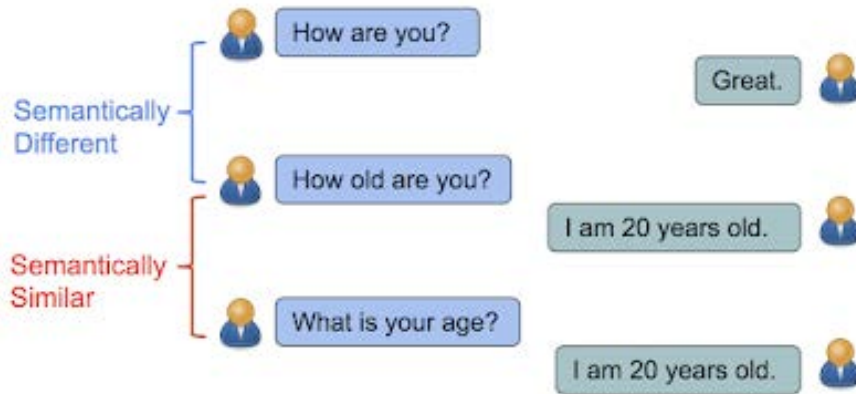 How are you?
Great.
Semantically
Different
How old are you?
I am 20 years old.
Semantically
Similar
What is your age?
I am 20 years old.